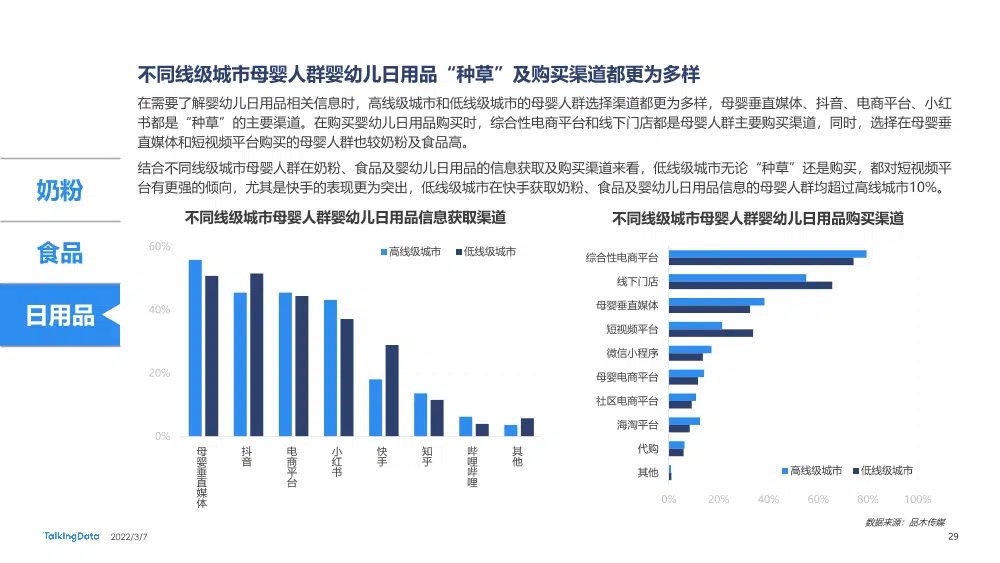 不同线级城市母婴人群婴幼儿日用品“种草”及购买渠道都更为多样
在需要了解婴幼儿日用品相关信息时，高线级城市和低线级城市的母婴人群选择渠道都更为多样，母婴垂直媒体、抖音、电商平台、小红
书都是“种草”的主要渠道。在购买婴幼儿日用品购买时，综合性电商平台和线下门店都是母婴人群主要购买渠道，同时，选择在母婴垂
直媒体和短视频平台购买的母婴人群也较奶粉及食品高。
结合不同线级城市母婴人群在奶粉、食品及婴幼儿日用品的信息获取及购买渠道来看，低线级城市无论“种草”还是购买，都对短视频平
台有更强的倾向，尤其是快手的表现更为突出，低线级城市在快手获取奶粉、食品及婴幼儿日用品信息的母婴人群均超过高线城市10%。
奶粉
食品
日用品
不同线级城市母婴人群婴幼儿日用品信息获取渠道
高线级城市 低线级城市
60%
40%
20%
0%
母婴垂直媒体
抖音
电商平台
小红书
快手
知乎
哔哩哔哩
其他
不同线级城市母婴人群婴幼儿日用品购买渠道
综合性电商平台
线下门店
母婴垂直媒体
短视频平台
微信小程序
母婴电商平台
社区电商平台
海淘平台
代购
其他
高线级城市 低线级城市
0% 20% 40% 60% 80% 100%
数据来源：品木传媒
TalkingData 2022/3/7
29